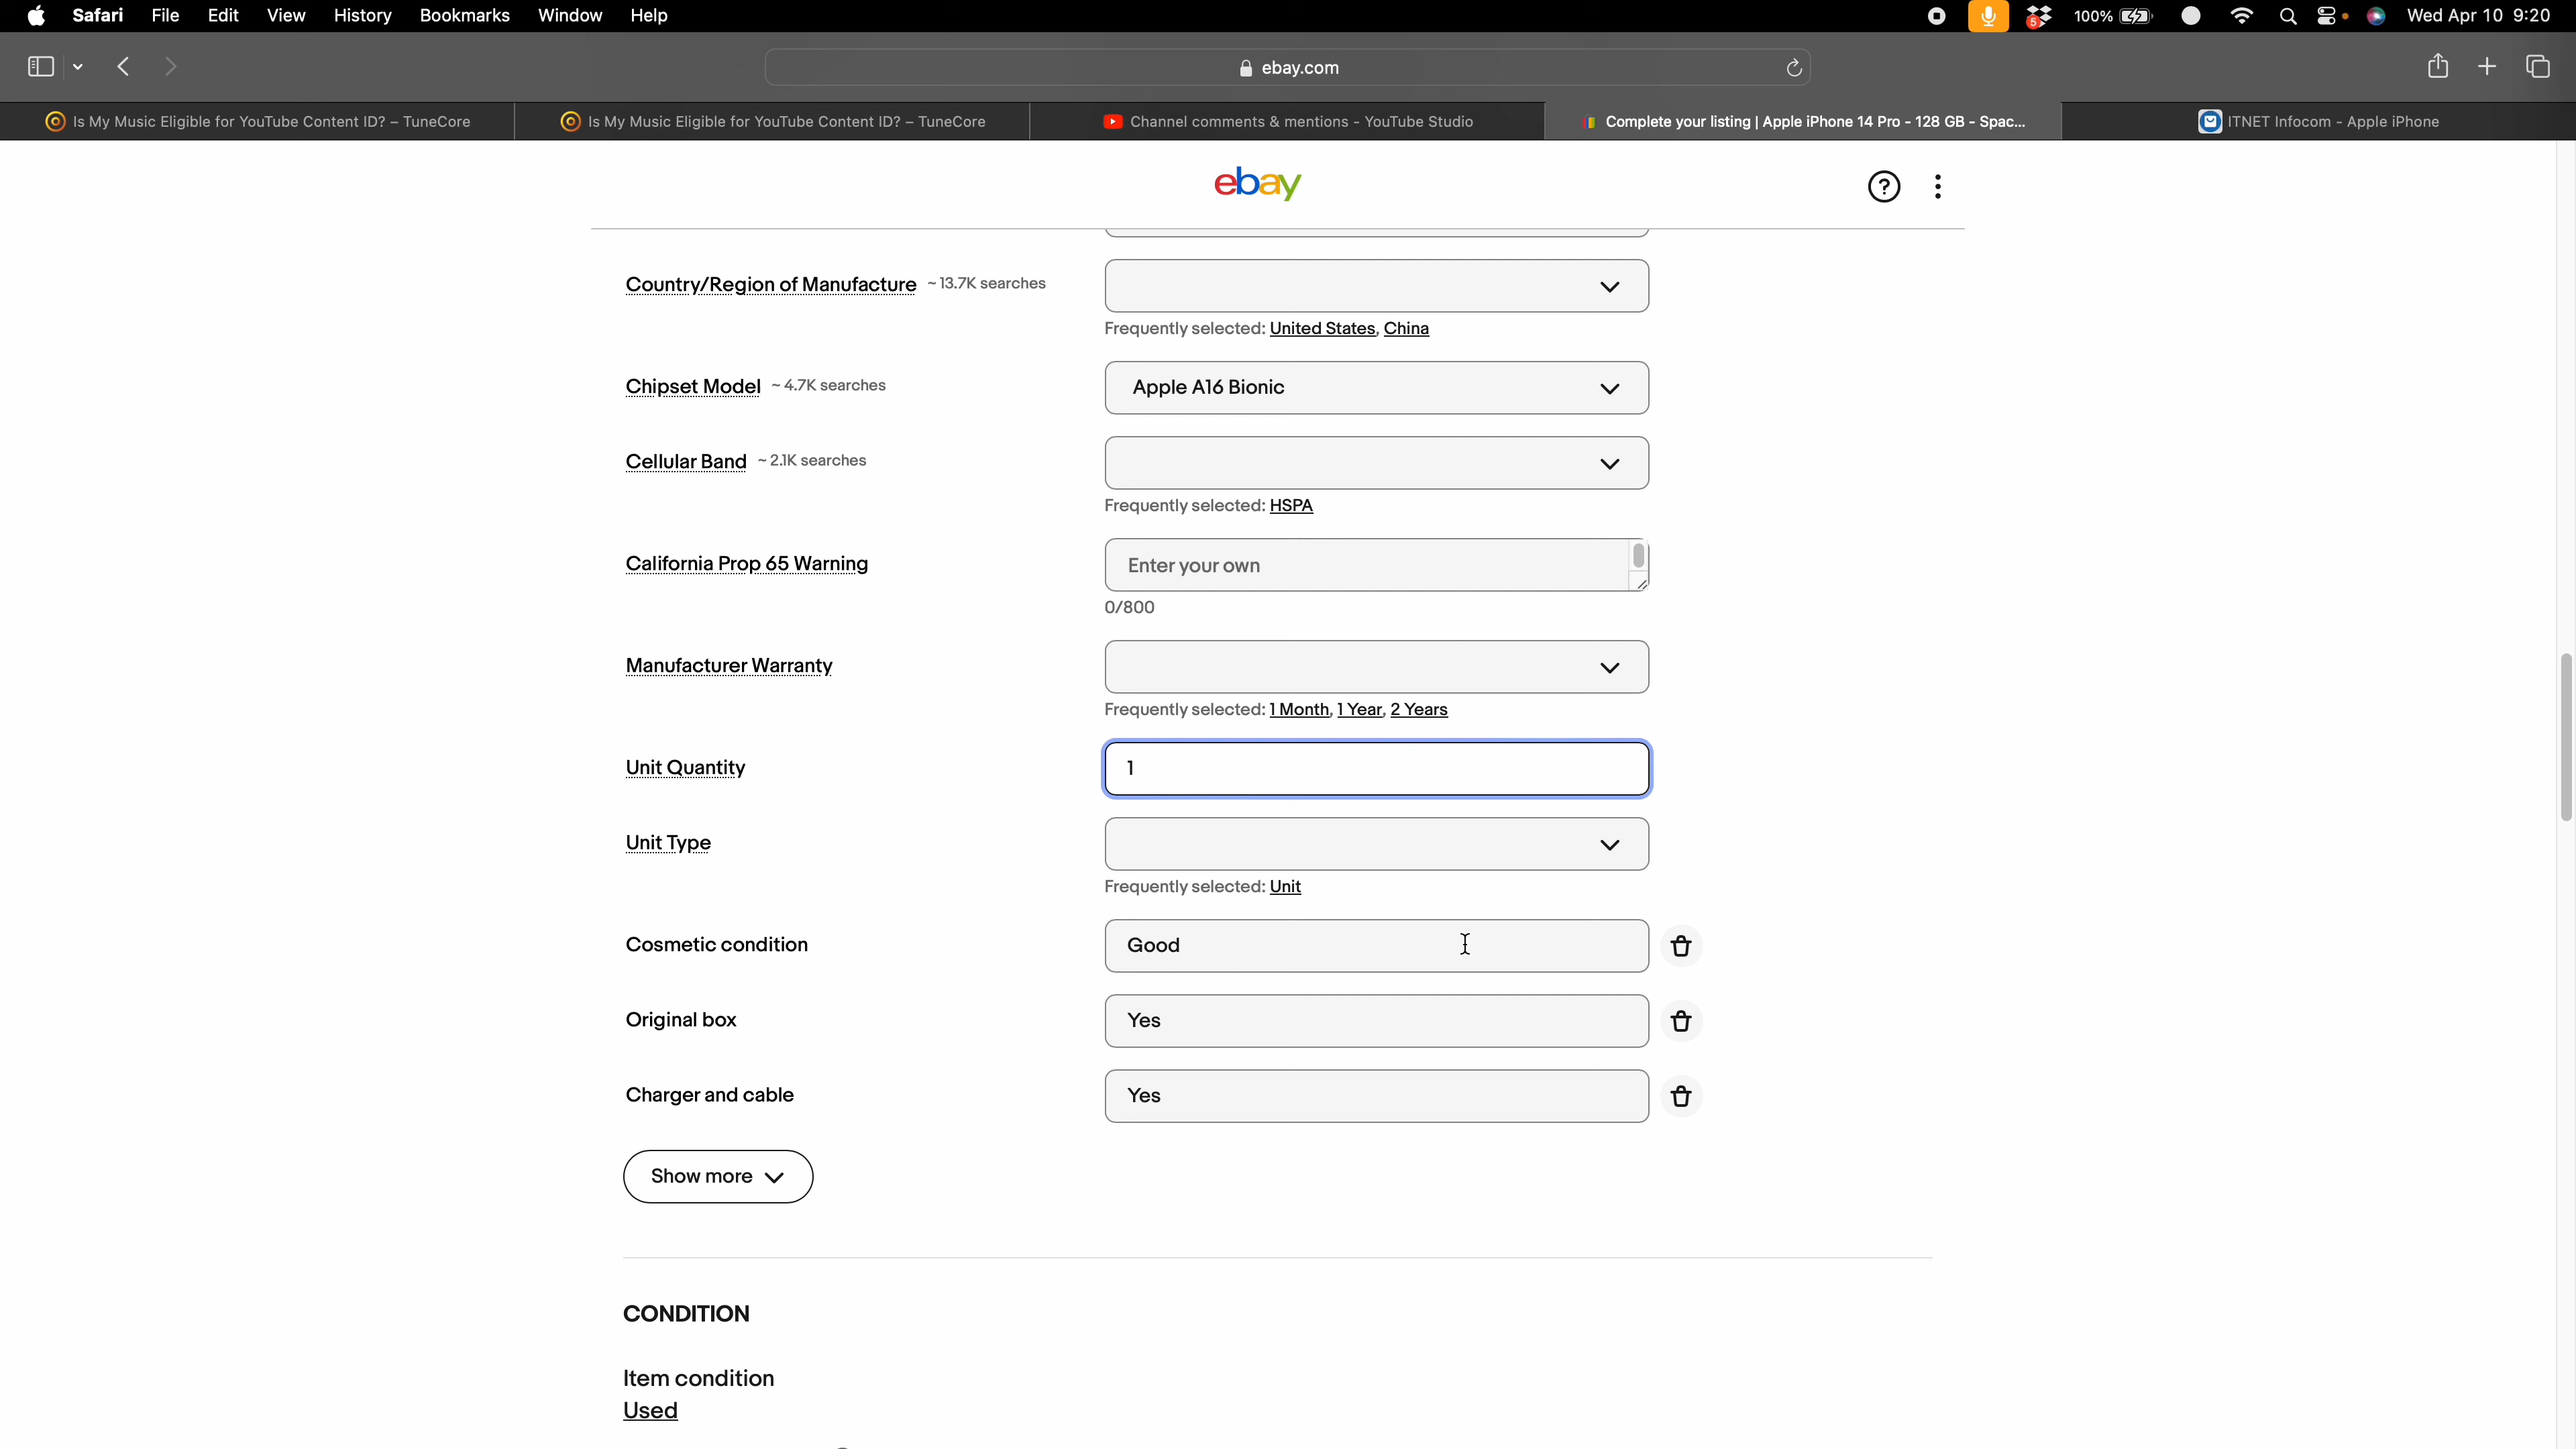 Safari File Edit View History Bookmarks Window Help 5 100% Wed Apr 10 9:20
ebay.com
Is My Music Eligible for YouTube Content ID? – TuneCore
Is My Music Eligible for YouTube Content ID? – TuneCore
Channel comments & mentions - YouTube Studio
Complete your listing | Apple iPhone 14 Pro - 128 GB - Spac...
ITNET Infocom - Apple iPhone
ebay
Country/Region of Manufacture ~ 13.7K searches
Frequently selected: United States, China
Chipset Model ~ 4.7K searches Apple A16 Bionic
Cellular Band ~ 2.1K searches
Frequently selected: HSPA
California Prop 65 Warning Enter your own
0/800
Manufacturer Warranty
Frequently selected: 1 Month, 1 Year, 2 Years
Unit Quantity 1
Unit Type
Frequently selected: Unit
Cosmetic condition Good
Original box Yes
Charger and cable Yes
Show more
CONDITION
Item condition
Used